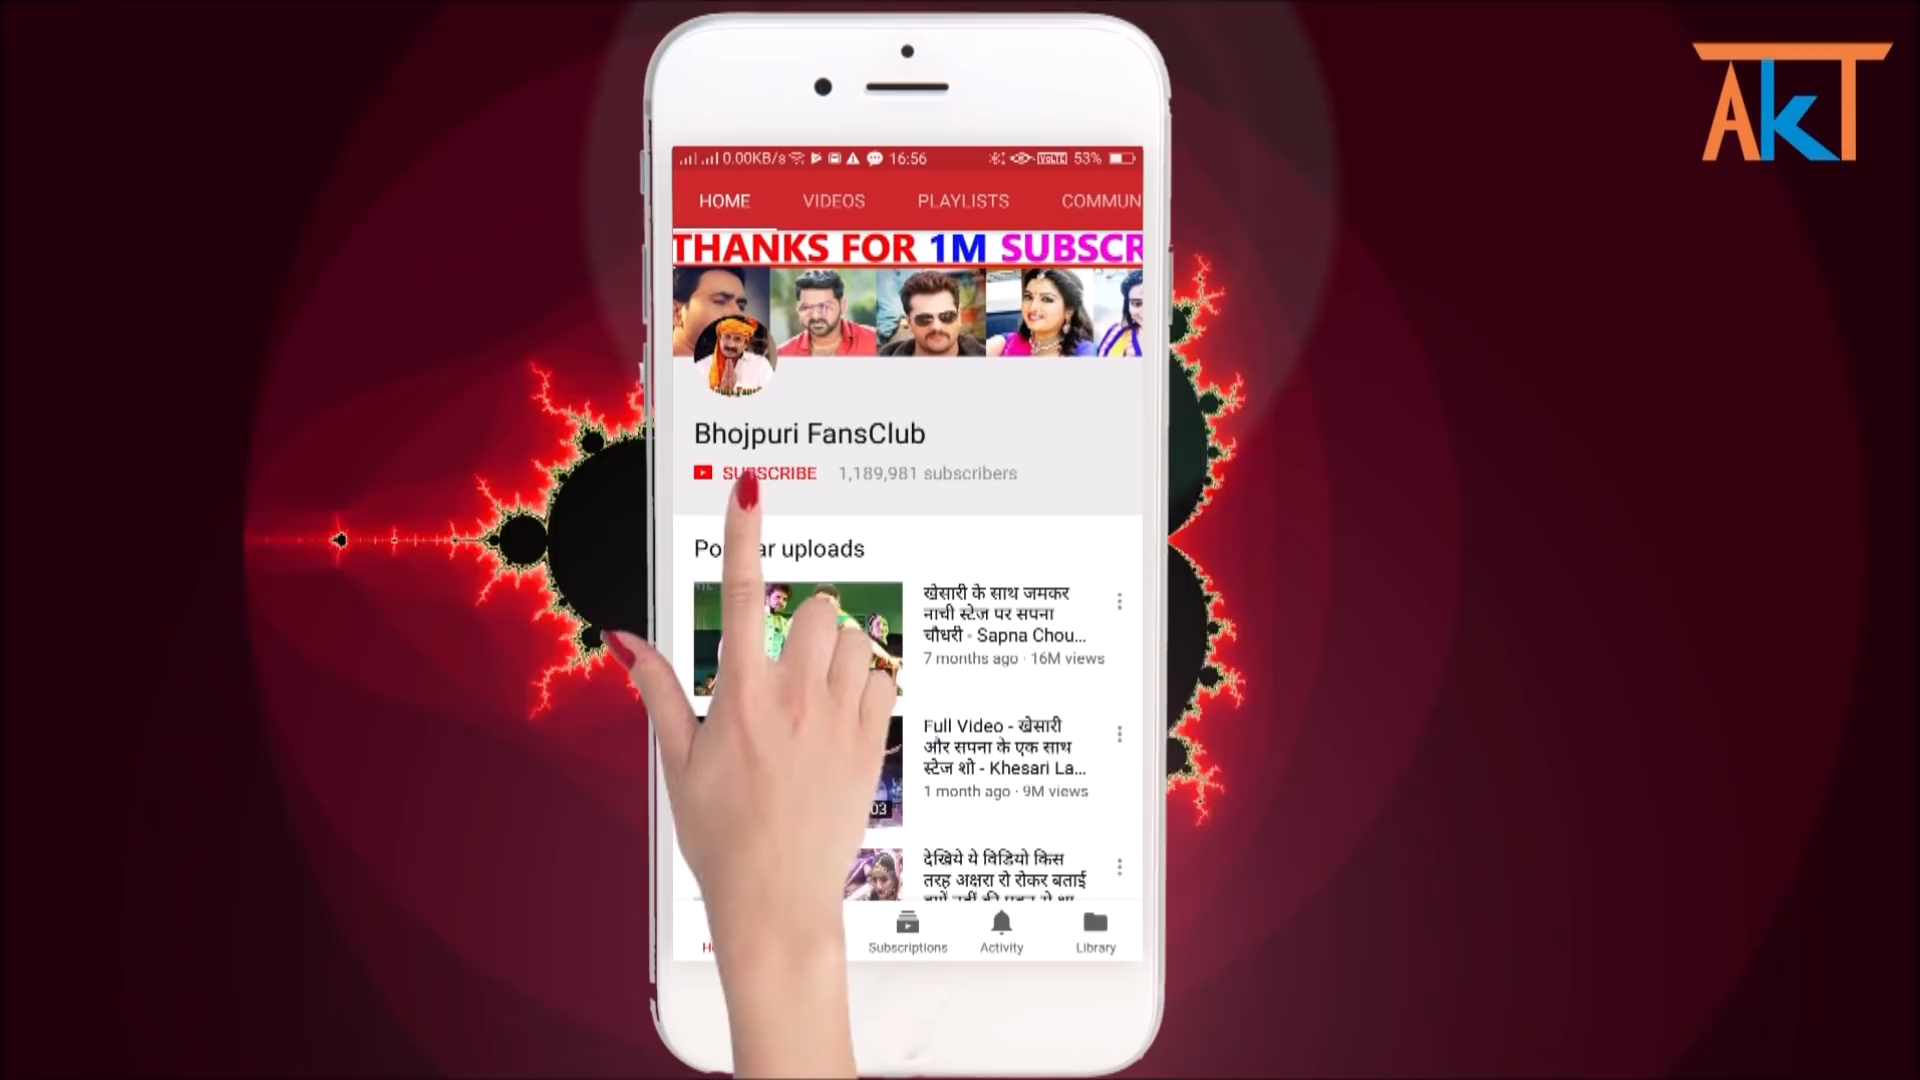 AKT
0.00KB/s 16:56 VoLTE 53%
HOME VIDEOS PLAYLISTS COMMUN
THANKS FOR 1M SUBSCR
Bhojpuri FansClub
SUBSCRIBE 1,189,981 subscribers
uploads
खेसारी के साथ जमकर
नाची स्टेज पर सपना
चौधरी - Sapna Chou...
7 months ago · 16M views
Full Video - खेसारी
और सपना के एक साथ
स्टेज शो - Khesari La...
1 month ago · 9M views
03
देखिये ये विडियो किस
तरह अक्षरा रो रोकर बताई
Subscriptions Activity Library